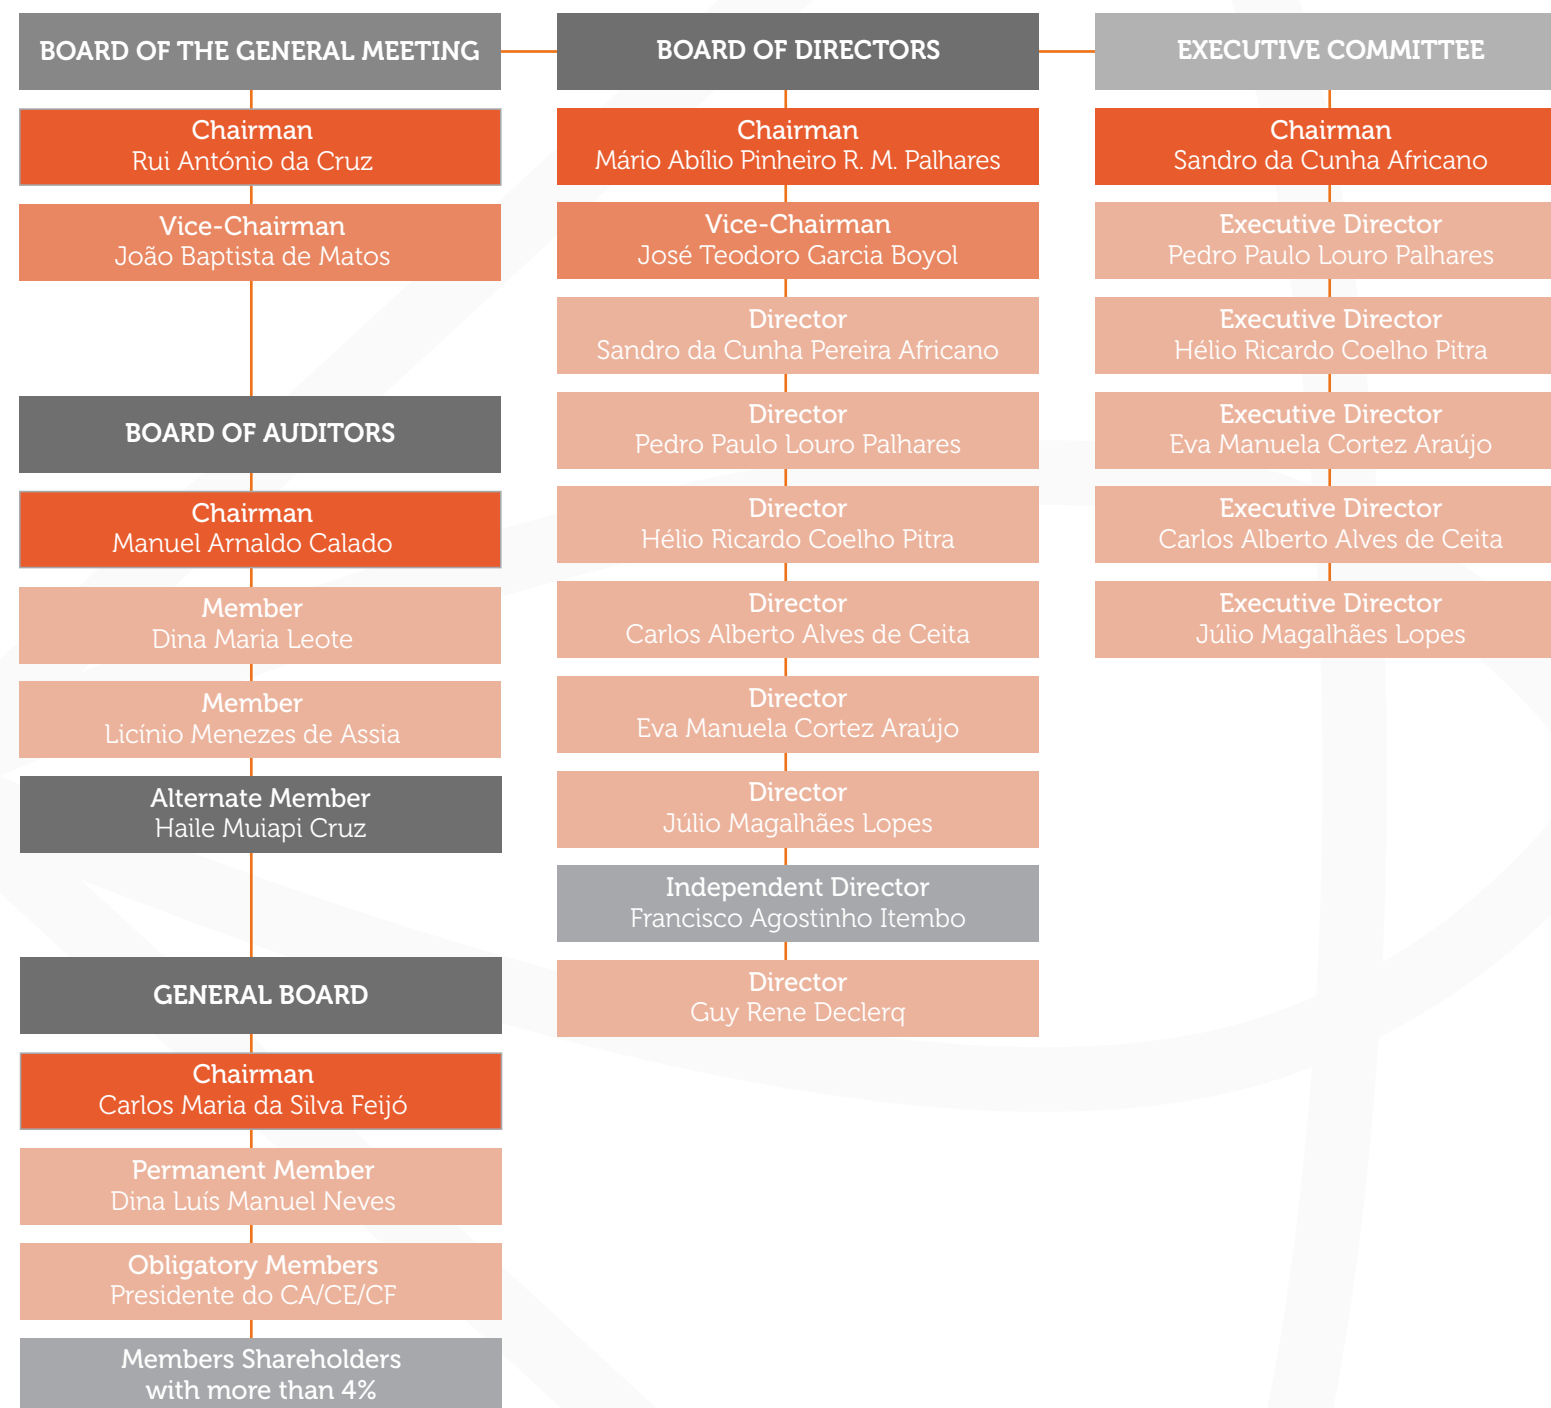 BOARD OF THE GENERAL MEETING
Chairman
Rui António da Cruz
Vice-Chairman
João Baptista de Matos
BOARD OF AUDITORS
Chairman
Manuel Arnaldo Calado
Member
Dina Maria Leote
Member
Licínio Menezes de Assia
Alternate Member
Haile Muiapi Cruz
GENERAL BOARD
Chairman
Carlos Maria da Silva Feijó
Permanent Member
Dina Luís Manuel Neves
Obligatory Members
Presidente do CA/CE/CF
Members Shareholders
with more than 4%
BOARD OF DIRECTORS
Chairman
Mário Abílio Pinheiro R. M. Palhares
Vice-Chairman
José Teodoro Garcia Boyol
Director
Sandro da Cunha Pereira Africano
Director
Pedro Paulo Louro Palhares
Director
Hélio Ricardo Coelho Pitra
Director
Carlos Alberto Alves de Ceita
Director
Eva Manuela Cortez Araújo
Director
Júlio Magalhães Lopes
Independent Director
Francisco Agostinho Itembo
Director
Guy Rene Declerq
EXECUTIVE COMMITTEE
Chairman
Sandro da Cunha Africano
Executive Director
Pedro Paulo Louro Palhares
Executive Director
Hélio Ricardo Coelho Pitra
Executive Director
Eva Manuela Cortez Araújo
Executive Director
Carlos Alberto Alves de Ceita
Executive Director
Júlio Magalhães Lopes